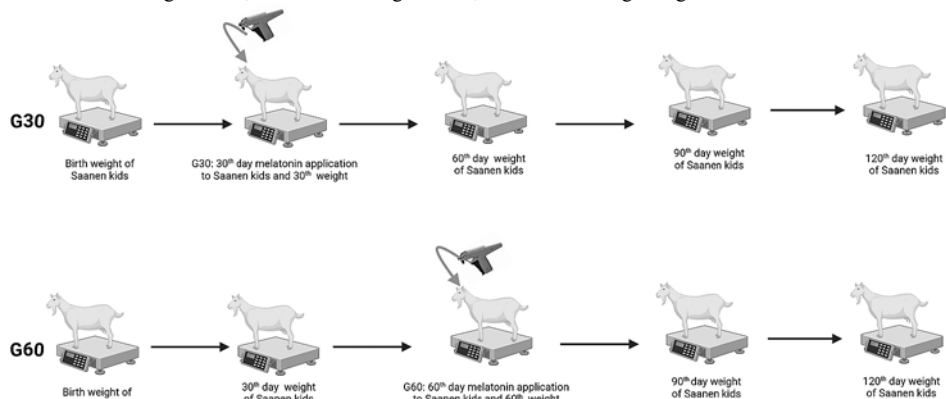 G30
Birth weight of
Saanen kids
G30: 30th day melatonin application
to Saanen kids and 30th weight
60th day weight
of Saanen kids
90th day weight
of Saanen kids
120th day weight
of Saanen kids
G60
Birth weight of
30th day weight
of Saanen kids
G60: 60th day melatonin application
to Saanen kids and 60th weight
90th day weight
of Saanen kids
120th day weight
of Saanen kids